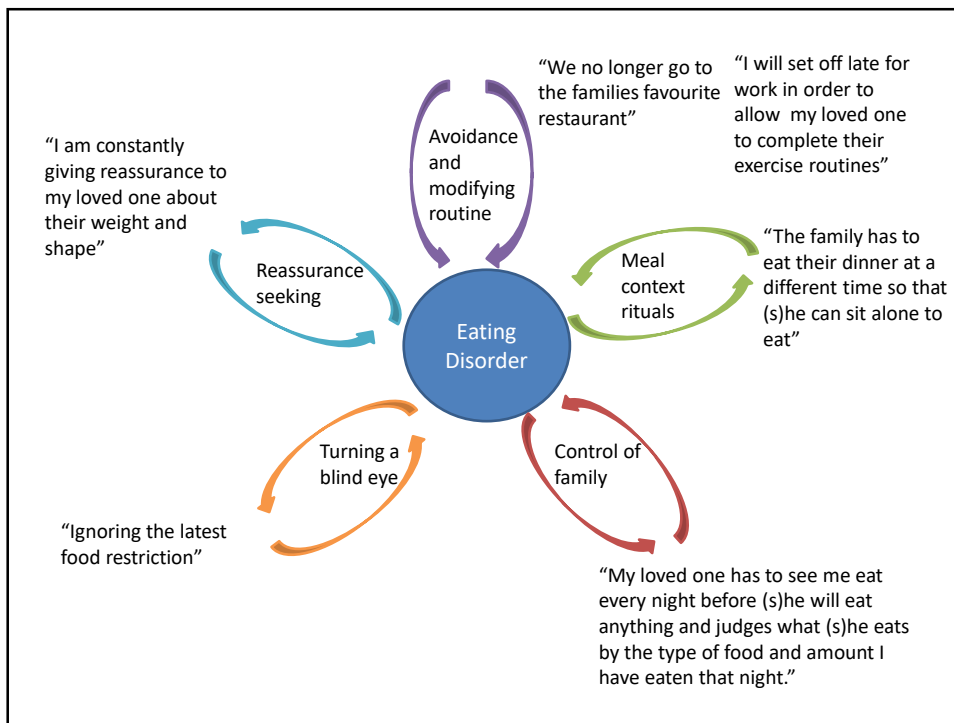 “We no longer go to
the families favourite
restaurant”
“I will set off late for
work in order to
allow my loved one
to complete their
exercise routines”
Avoidance
and
modifying
routine
“I am constantly
giving reassurance to
my loved one about
their weight and
shape”
Reassurance
seeking
Meal
context
rituals
“The family has to
eat their dinner at a
different time so that
(s)he can sit alone to
eat”
Eating
Disorder
Turning a
blind eye
Control of
family
“Ignoring the latest
food restriction”
“My loved one has to see me eat
every night before (s)he will eat
anything and judges what (s)he eats
by the type of food and amount I
have eaten that night.”